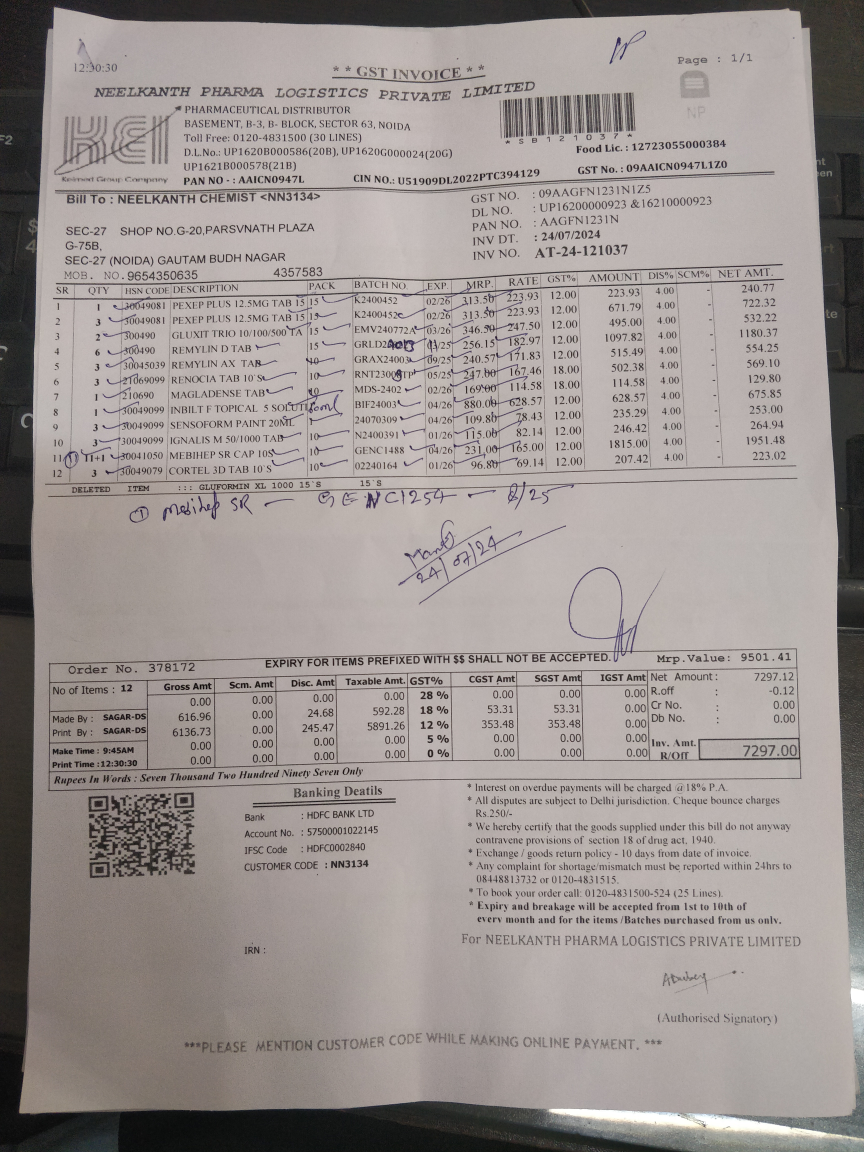 12:30:30
** GST INVOICE **
Page : 1/1
NEELKANTH PHARMA LOGISTICS PRIVATE LIMITED
NP
KEI
Keimed Group Company
PHARMACEUTICAL DISTRIBUTOR
BASEMENT, B-3, B- BLOCK, SECTOR 63, NOIDA
Toll Free: 0120-4831500 (30 LINES)
D.L.No.: UP1620B000586(20B), UP1620G000024(20G)
UP1621B000578(21B)
PAN NO - : AAICN0947L
CIN NO.: U51909DL2022PTC394129
*SB121037*
Food Lic. : 12723055000384
GST No. : 09AAICN0947L1Z0
Bill To : NEELKANTH CHEMIST <NN3134>
SEC-27 SHOP NO.G-20,PARSVNATH PLAZA
G-75B,
SEC-27 (NOIDA) GAUTAM BUDH NAGAR
MOB. NO. 9654350635 4357583
GST NO. : 09AAGFN1231N1Z5
DL NO. : UP16200000923 &16210000923
PAN NO. : AAGFN1231N
INV DT. : 24/07/2024
INV NO. AT-24-121037
SR QTY HSN CODE DESCRIPTION PACK BATCH NO. EXP. MRP. RATE GST% AMOUNT DIS% SCM% NET AMT.
1 1 30049081 PEXEP PLUS 12.5MG TAB 15 15 K2400452 02/26 313.50 223.93 12.00 223.93 4.00 - 240.77
2 3 30049081 PEXEP PLUS 12.5MG TAB 15 15 K2400452 02/26 313.50 223.93 12.00 671.79 4.00 - 722.32
3 2 300490 GLUXIT TRIO 10/100/500 TA 15 EMV240772A 03/26 346.50 247.50 12.00 495.00 4.00 - 532.22
4 6 300490 REMYLIN D TAB 15 11/25 256.15 182.97 12.00 1097.82 4.00 - 1180.37
5 3 30045039 REMYLIN AX TAB 10 GRAX24003 09/25 240.57 171.83 12.00 515.49 4.00 - 554.25
6 3 21069099 RENOCIA TAB 10`S 10 05/25 247.00 167.46 18.00 502.38 4.00 - 569.10
7 1 210690 MAGLADENSE TAB 10 MDS-2402 02/26 169.00 114.58 18.00 114.58 4.00 - 129.80
8 1 30049099 INBILT F TOPICAL 5 SOLUTI 60ml BIF24003 04/26 880.00 628.57 12.00 628.57 4.00 - 675.85
9 3 30049099 SENSOFORM PAINT 20ML 1 24070309 04/26 109.80 78.43 12.00 235.29 4.00 - 253.00
10 3 30049099 IGNALIS M 50/1000 TAB 10 N2400391 01/26 115.00 82.14 12.00 246.42 4.00 - 264.94
11 ① 11+1 30041050 MEBIHEP SR CAP 10S 10 GENC1488 04/26 231.00 165.00 12.00 1815.00 4.00 - 1951.48
12 3 30049079 CORTEL 3D TAB 10`S 10 02240164 01/26 96.80 69.14 12.00 207.42 4.00 - 223.02
DELETED ITEM ::: GLUFORMIN XL 1000 15`S 15`S
① Mebihep SR — GENC1254 — 8/25
24/07/24
Order No. 378172
EXPIRY FOR ITEMS PREFIXED WITH $$ SHALL NOT BE ACCEPTED.
Mrp.Value: 9501.41
No of Items : 12
Made By : SAGAR-DS
Print By : SAGAR-DS
Make Time : 9:45AM
Print Time :12:30:30
Gross Amt Scm. Amt Disc. Amt Taxable Amt. GST% CGST Amt SGST Amt IGST Amt
0.00 0.00 0.00 0.00 28 % 0.00 0.00 0.00
616.96 0.00 24.68 592.28 18 % 53.31 53.31 0.00
6136.73 0.00 245.47 5891.26 12 % 353.48 353.48 0.00
0.00 0.00 0.00 0.00 5 % 0.00 0.00 0.00
0.00 0.00 0.00 0.00 0 % 0.00 0.00 0.00
Net Amount : 7297.12
R.off : -0.12
Cr No. : 0.00
Db No. : 0.00
Inv. Amt. R/Off 7297.00
Rupees In Words : Seven Thousand Two Hundred Ninety Seven Only
Banking Deatils
Bank : HDFC BANK LTD
Account No. : 57500001022145
IFSC Code : HDFC0002840
CUSTOMER CODE : NN3134
IRN :
* Interest on overdue payments will be charged @18% P.A.
* All disputes are subject to Delhi jurisdiction. Cheque bounce charges
Rs.250/-
* We hereby certify that the goods supplied under this bill do not anyway
contravene provisions of section 18 of drug act, 1940.
* Exchange / goods return policy - 10 days from date of invoice.
* Any complaint for shortage/mismatch must be reported within 24hrs to
08448813732 or 0120-4831515.
* To book your order call: 0120-4831500-524 (25 Lines).
* Expiry and breakage will be accepted from 1st to 10th of
every month and for the items /Batches purchased from us only.
For NEELKANTH PHARMA LOGISTICS PRIVATE LIMITED
(Authorised Signatory)
***PLEASE MENTION CUSTOMER CODE WHILE MAKING ONLINE PAYMENT. ***